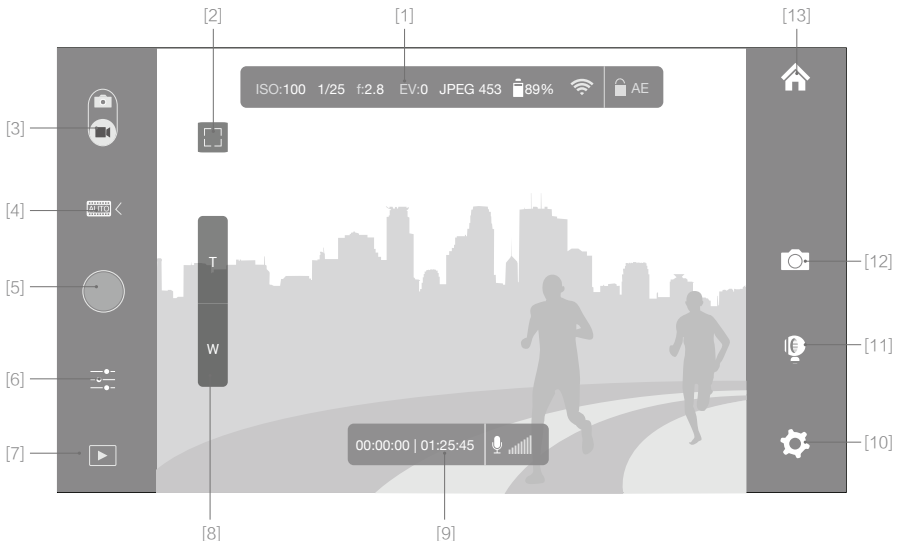 [2] [1] [13]
ISO:100 1/25 f:2.8 EV:0 JPEG 453 89% AE
[3]
[4] AUTO
T
[5] [12]
W
[11]
[6]
00:00:00 | 01:25:45
[7] [10]
[8] [9]